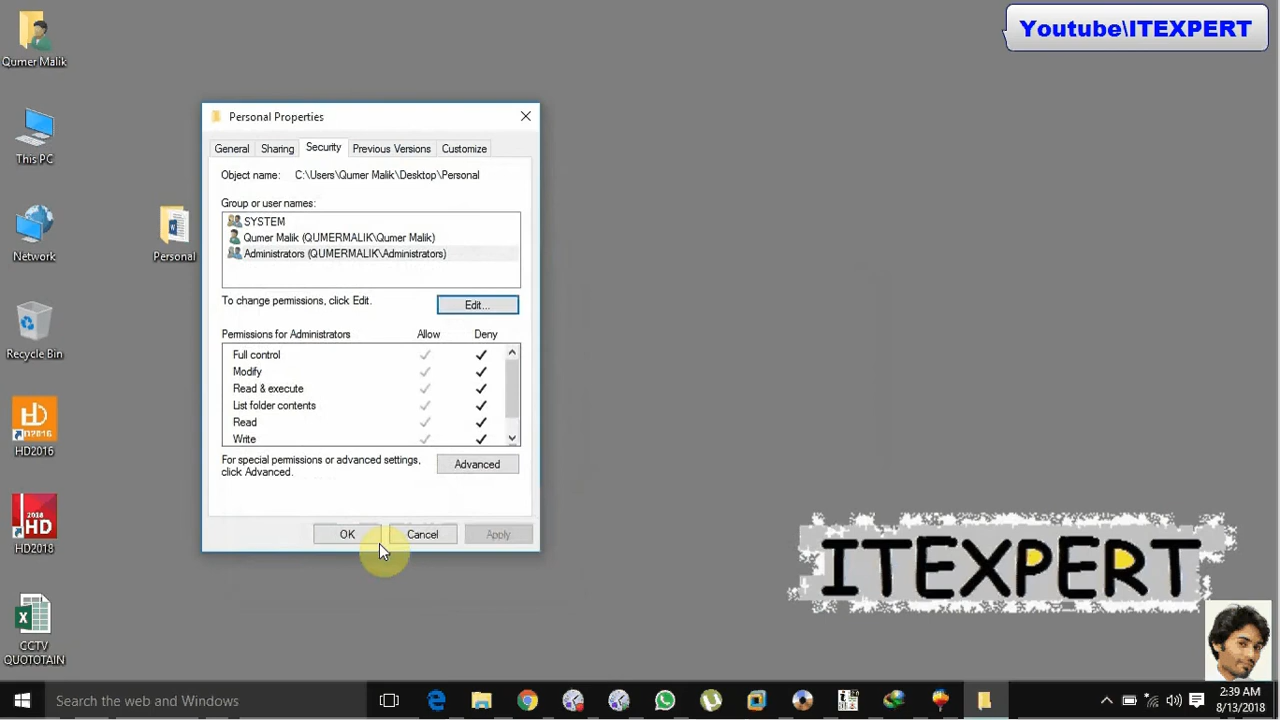 Youtube\ITEXPERT
Qumer Malik
This PC
Network
Recycle Bin
HD2016
HD2018
CCTV
QUOTOTAIN
Personal
Personal Properties
General
Sharing
Security
Previous Versions
Customize
Object name: C:\Users\Qumer Malik\Desktop\Personal
Group or user names:
SYSTEM
Qumer Malik (QUMERMALIK\Qumer Malik)
Administrators (QUMERMALIK\Administrators)
To change permissions, click Edit.
Edit...
Permissions for Administrators
Allow
Deny
Full control
Modify
Read & execute
List folder contents
Read
Write
For special permissions or advanced settings,
click Advanced.
Advanced
OK
Cancel
Apply
ITEXPERT
Search the web and Windows
2:39 AM
8/13/2018